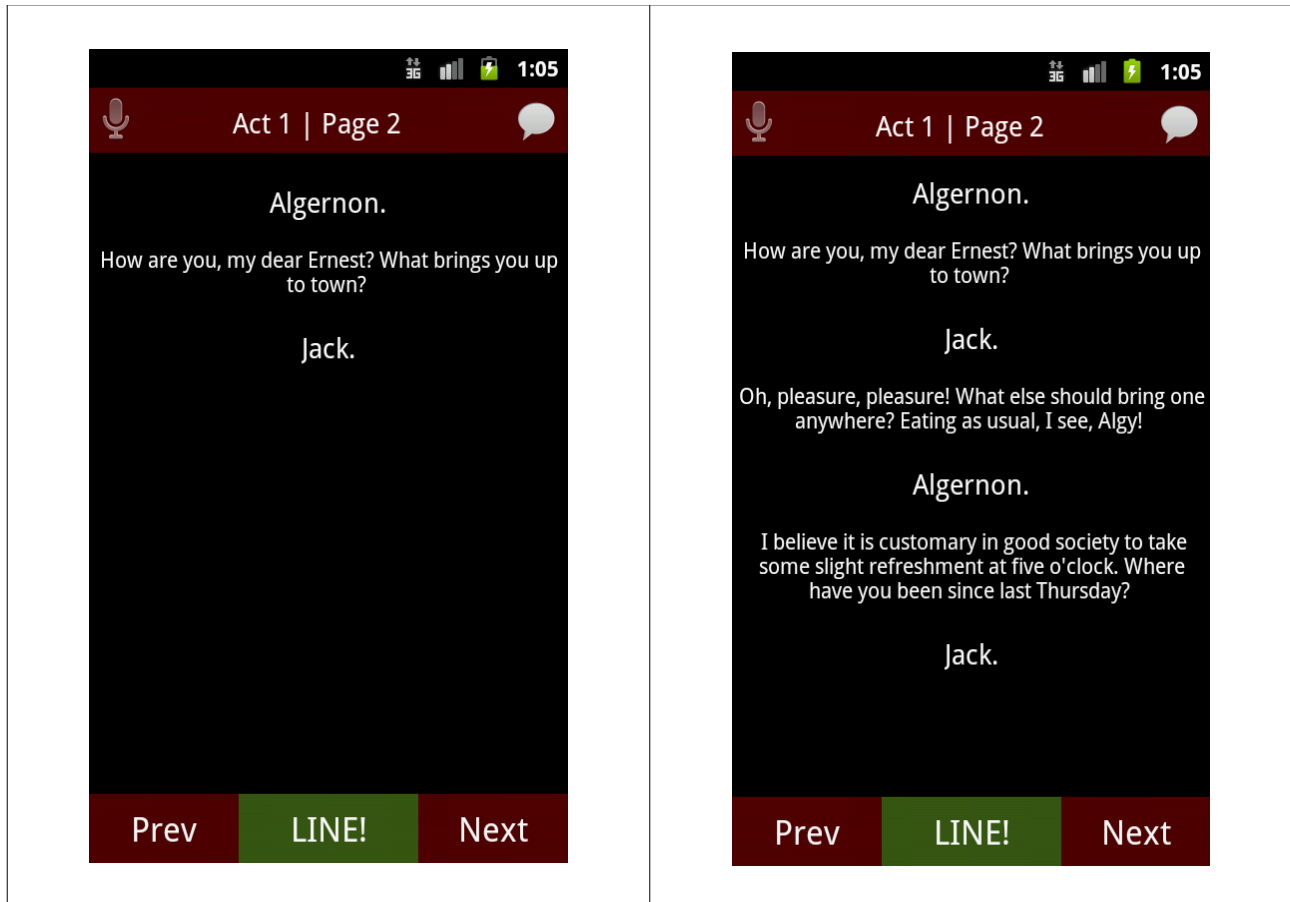 3G 1:05
Act 1 | Page 2
Algernon.
How are you, my dear Ernest? What brings you up
to town?
Jack.
Prev LINE! Next
3G 1:05
Act 1 | Page 2
Algernon.
How are you, my dear Ernest? What brings you up
to town?
Jack.
Oh, pleasure, pleasure! What else should bring one
anywhere? Eating as usual, I see, Algy!
Algernon.
I believe it is customary in good society to take
some slight refreshment at five o'clock. Where
have you been since last Thursday?
Jack.
Prev LINE! Next